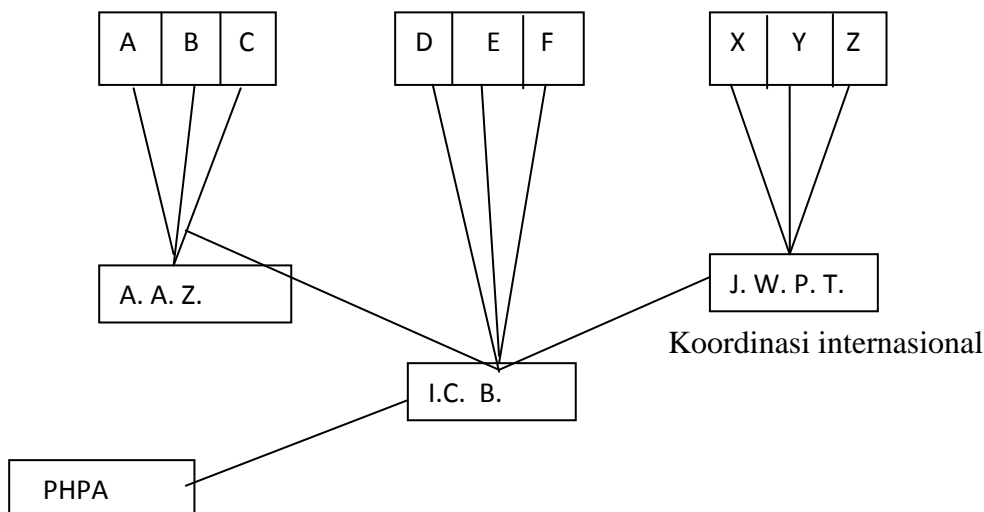 A B C D E F X Y Z
A. A. Z. J. W. P. T.
Koordinasi internasional
I.C. B.
PHPA